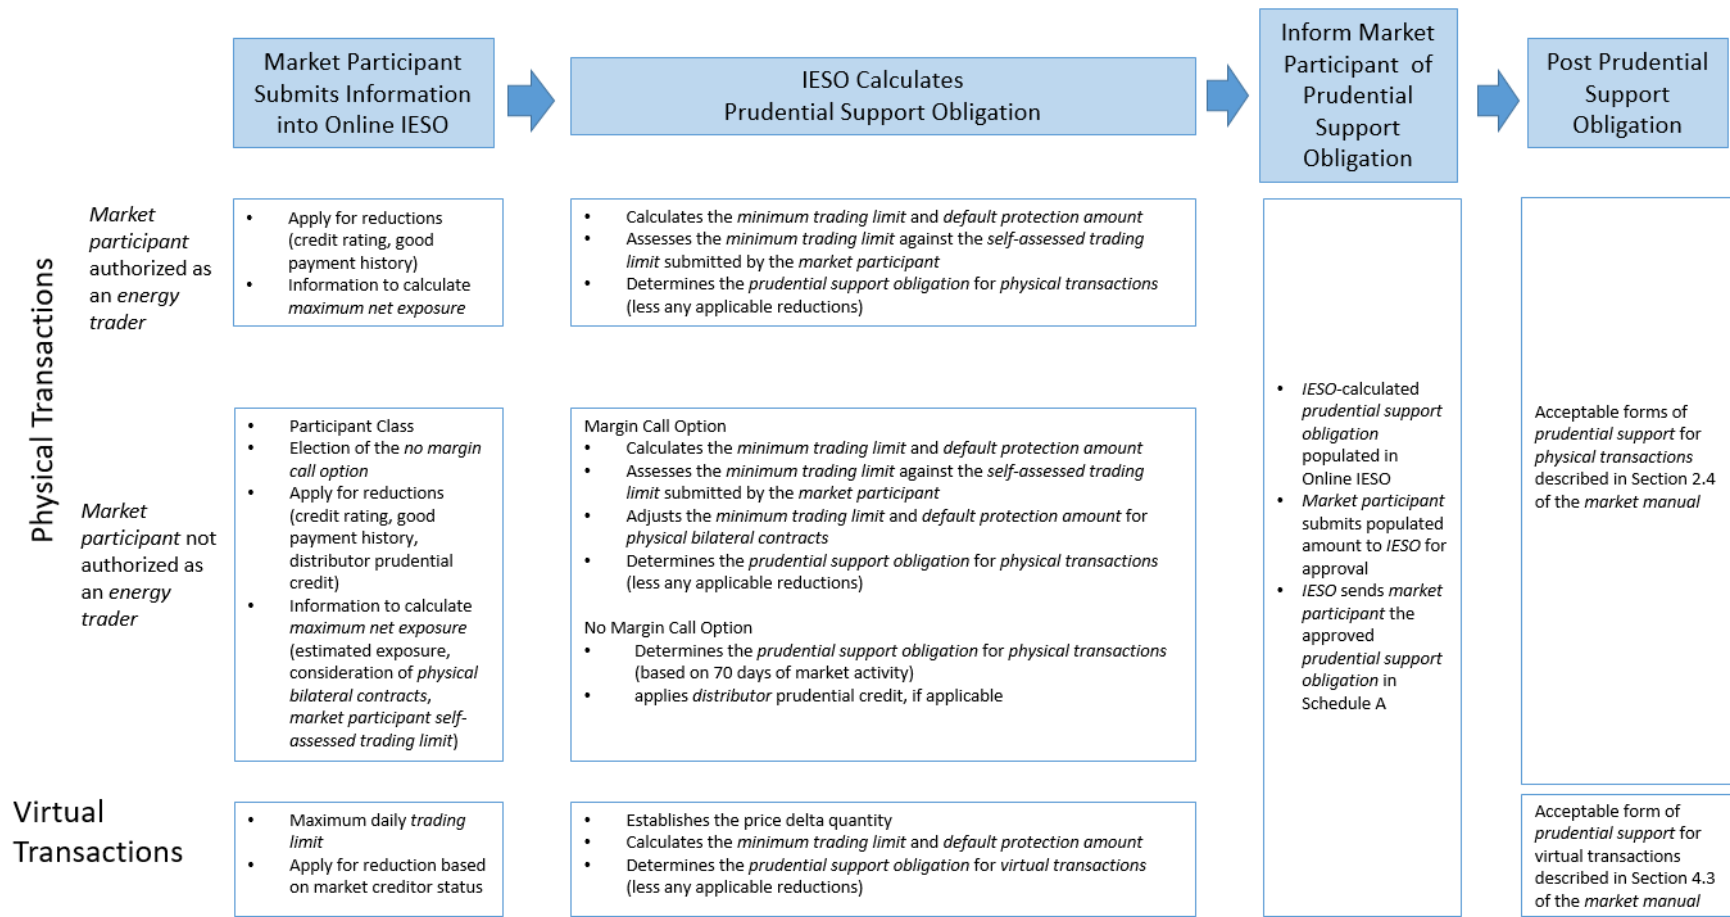 Market Participant
Submits Information
into Online IESO
IESO Calculates
Prudential Support Obligation
Inform Market
Participant of
Prudential
Support
Obligation
Post Prudential
Support
Obligation
Physical Transactions
Market
participant
authorized as
an energy
trader
• Apply for reductions
(credit rating, good
payment history)
• Information to calculate
maximum net exposure
• Calculates the minimum trading limit and default protection amount
• Assesses the minimum trading limit against the self-assessed trading
limit submitted by the market participant
• Determines the prudential support obligation for physical transactions
(less any applicable reductions)
Market
participant not
authorized as
an energy
trader
• Participant Class
• Election of the no margin
call option
• Apply for reductions
(credit rating, good
payment history,
distributor prudential
credit)
• Information to calculate
maximum net exposure
(estimated exposure,
consideration of physical
bilateral contracts,
market participant self-
assessed trading limit)
Margin Call Option
• Calculates the minimum trading limit and default protection amount
• Assesses the minimum trading limit against the self-assessed trading
limit submitted by the market participant
• Adjusts the minimum trading limit and default protection amount for
physical bilateral contracts
• Determines the prudential support obligation for physical transactions
(less any applicable reductions)
No Margin Call Option
• Determines the prudential support obligation for physical transactions
(based on 70 days of market activity)
• applies distributor prudential credit, if applicable
• IESO-calculated
prudential support
obligation
populated in
Online IESO
• Market participant
submits populated
amount to IESO for
approval
• IESO sends market
participant the
approved
prudential support
obligation in
Schedule A
Acceptable forms of
prudential support for
physical transactions
described in Section 2.4
of the market manual
Virtual
Transactions
• Maximum daily trading
limit
• Apply for reduction based
on market creditor status
• Establishes the price delta quantity
• Calculates the minimum trading limit and default protection amount
• Determines the prudential support obligation for virtual transactions
(less any applicable reductions)
Acceptable form of
prudential support for
virtual transactions
described in Section 4.3
of the market manual